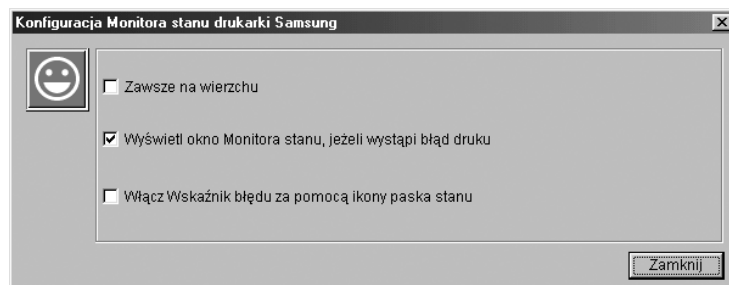 Konfiguracja Monitora stanu drukarki Samsung
Zawsze na wierzchu
Wyświetl okno Monitora stanu, jeżeli wystąpi błąd druku
Włącz Wskaźnik błędu za pomocą ikony paska stanu
Zamknij